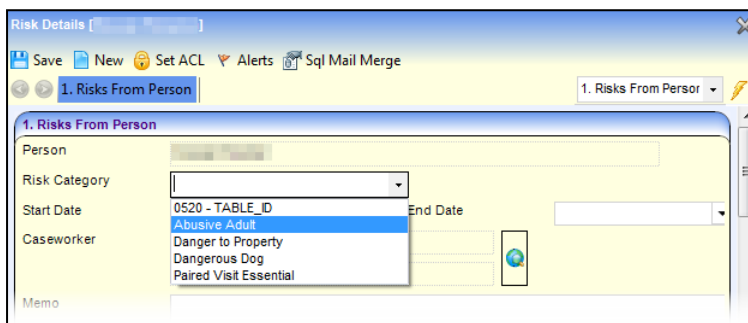 Risk Details [ ]
Save New Set ACL Alerts Sql Mail Merge
1. Risks From Person 1. Risks From Persor
1. Risks From Person
Person
Risk Category
Start Date 0520 - TABLE_ID End Date
Abusive Adult
Caseworker Danger to Property
Dangerous Dog
Paired Visit Essential
Memo